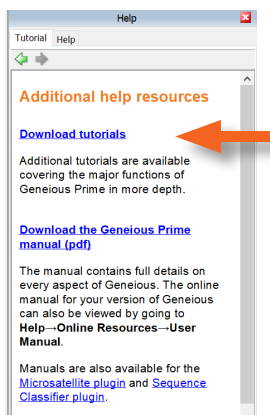 Help
Tutorial Help
Additional help resources
Download tutorials
Additional tutorials are available
covering the major functions of
Geneious Prime in more depth.
Download the Geneious Prime
manual (pdf)
The manual contains full details on
every aspect of Geneious. The online
manual for your version of Geneious
can also be viewed by going to
Help→Online Resources→User
Manual.
Manuals are also available for the
Microsatellite plugin and Sequence
Classifier plugin.